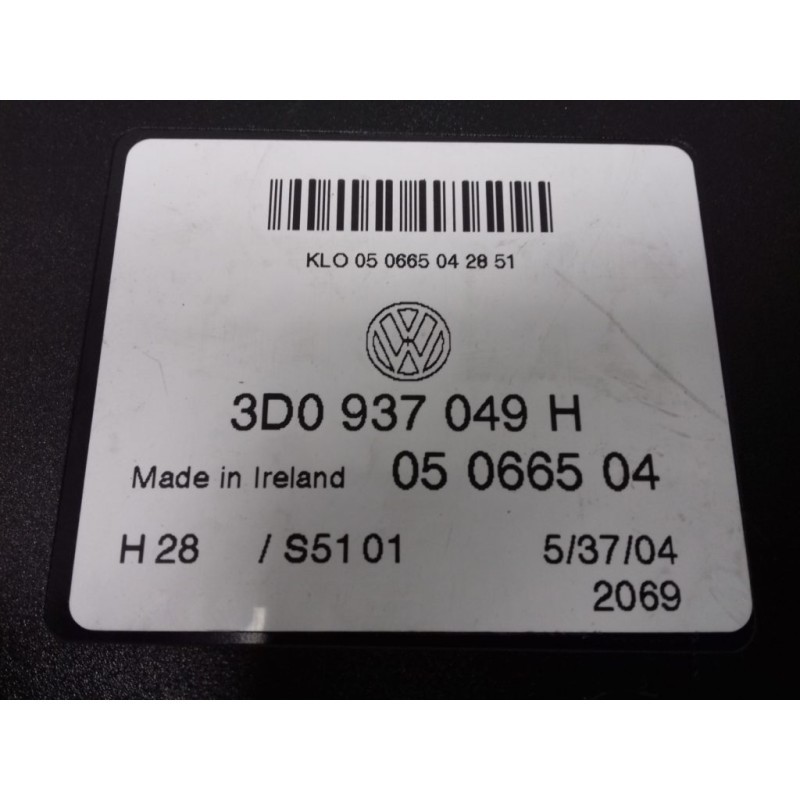 KLO 05 0665 04 28 51
VW
3D0 937 049 H
Made in Ireland 05 0665 04
H 28 / S51 01 5/37/04
2069